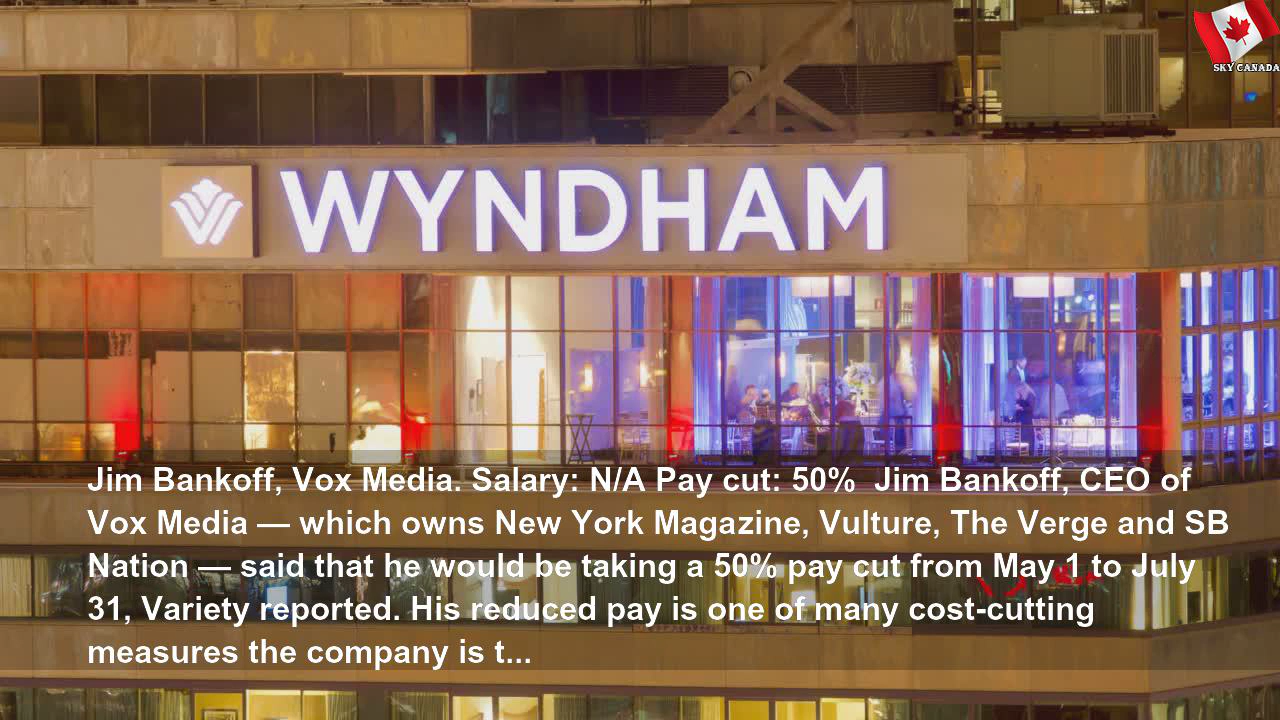 SKY CANADA
WYNDHAM
Jim Bankoff, Vox Media. Salary: N/A Pay cut: 50%  Jim Bankoff, CEO of
Vox Media — which owns New York Magazine, Vulture, The Verge and SB
Nation — said that he would be taking a 50% pay cut from May 1 to July
31, Variety reported. His reduced pay is one of many cost-cutting
measures the company is t...